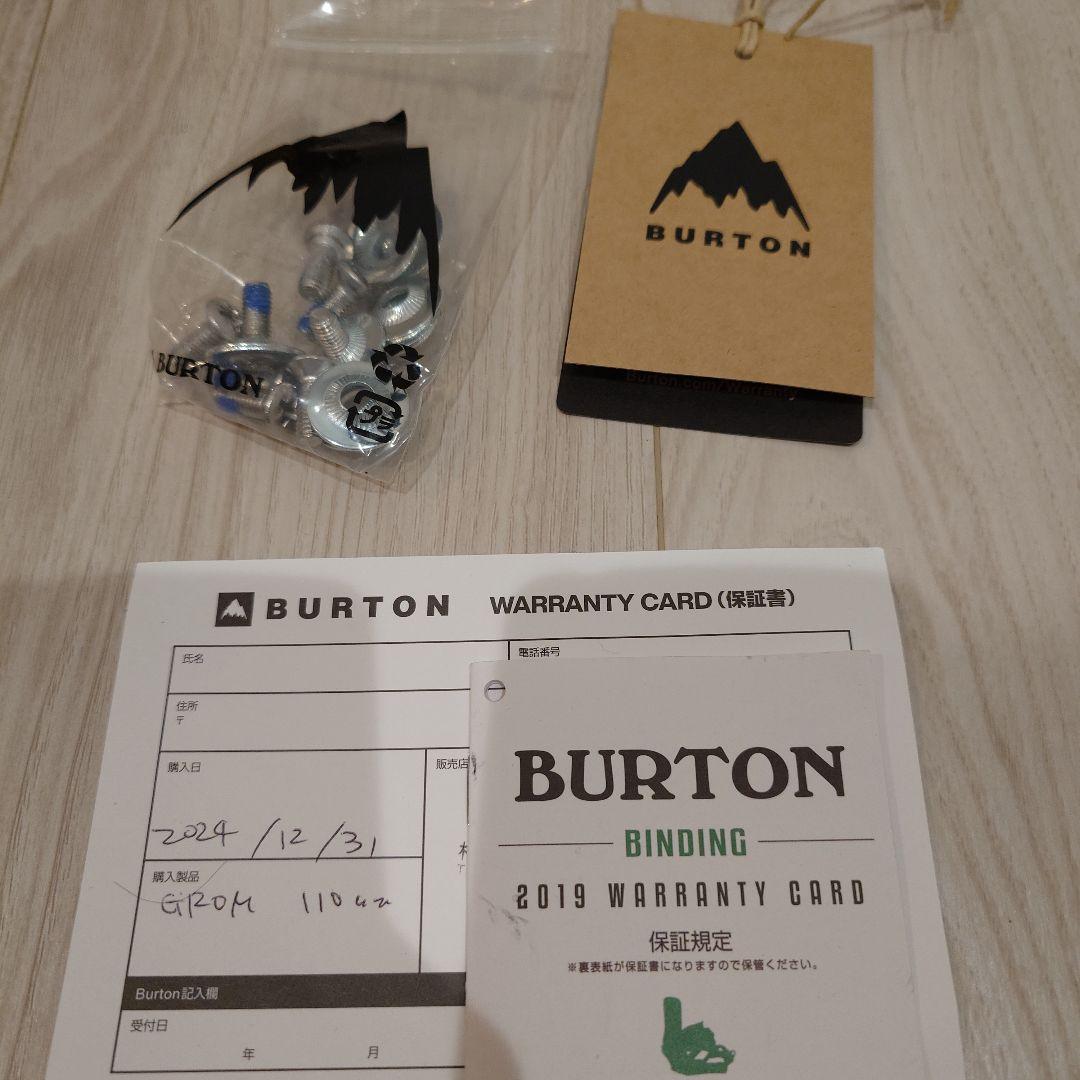 BURTON
プラ
BURTON
Burton.com/Warranty
BURTON WARRANTY CARD(保証書)
氏名
電話番号
住所
〒
購入日
販売店
2024/12/31
購入製品
GROM 110cm
Burton記入欄
受付日
年 月
BURTON
BINDING
2019 WARRANTY CARD
保証規定
※裏表紙が保証書になりますので保管ください。